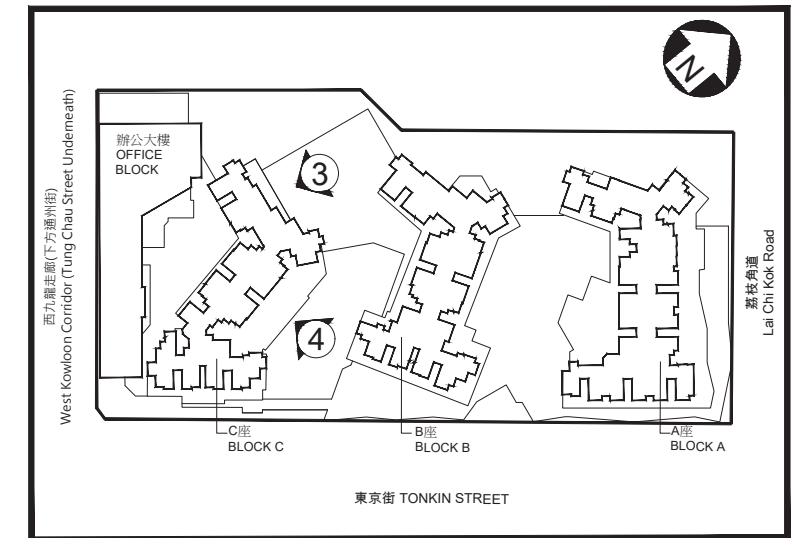 N
辦公大樓
OFFICE
BLOCK
3
4
西九龍走廊(下方通州街)
West Kowloon Corridor (Tung Chau Street Underneath)
荔枝角道
Lai Chi Kok Road
C座
BLOCK C
B座
BLOCK B
A座
BLOCK A
東京街 TONKIN STREET